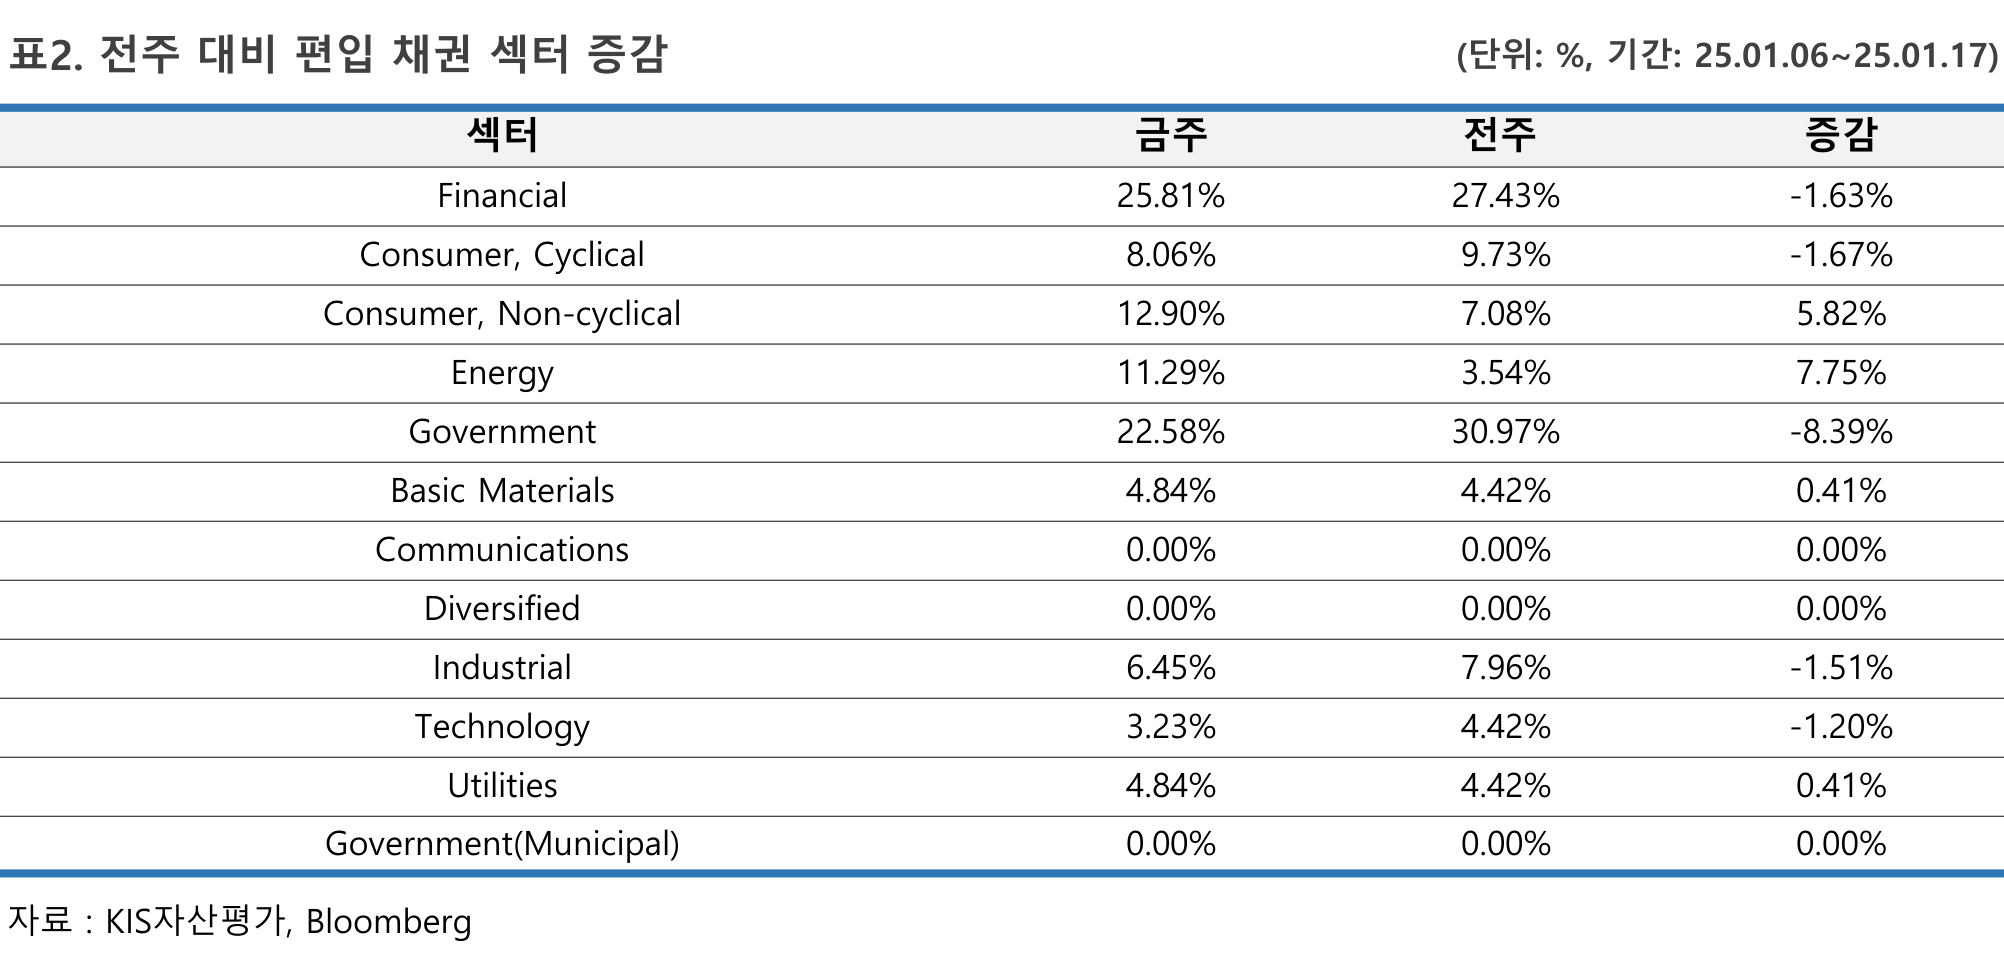 표2. 전주 대비 편입 채권 섹터 증감 (단위: %, 기간: 25.01.06~25.01.17)
섹터 금주 전주 증감
Financial 25.81% 27.43% -1.63%
Consumer, Cyclical 8.06% 9.73% -1.67%
Consumer, Non-cyclical 12.90% 7.08% 5.82%
Energy 11.29% 3.54% 7.75%
Government 22.58% 30.97% -8.39%
Basic Materials 4.84% 4.42% 0.41%
Communications 0.00% 0.00% 0.00%
Diversified 0.00% 0.00% 0.00%
Industrial 6.45% 7.96% -1.51%
Technology 3.23% 4.42% -1.20%
Utilities 4.84% 4.42% 0.41%
Government(Municipal) 0.00% 0.00% 0.00%
자료 : KIS자산평가, Bloomberg